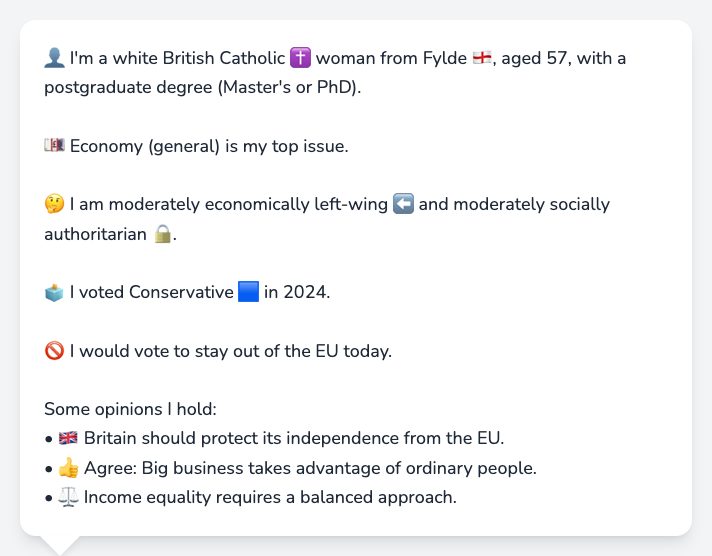 👤 I'm a white British Catholic ✝️ woman from Fylde 🏴󠁧󠁢󠁥󠁮󠁧󠁿, aged 57, with a
postgraduate degree (Master's or PhD).
💷 Economy (general) is my top issue.
🤔 I am moderately economically left-wing ⬅️ and moderately socially
authoritarian 🔒.
🗳️ I voted Conservative 🟦 in 2024.
🚫 I would vote to stay out of the EU today.
Some opinions I hold:
• 🇬🇧 Britain should protect its independence from the EU.
• 👍 Agree: Big business takes advantage of ordinary people.
• ⚖️ Income equality requires a balanced approach.